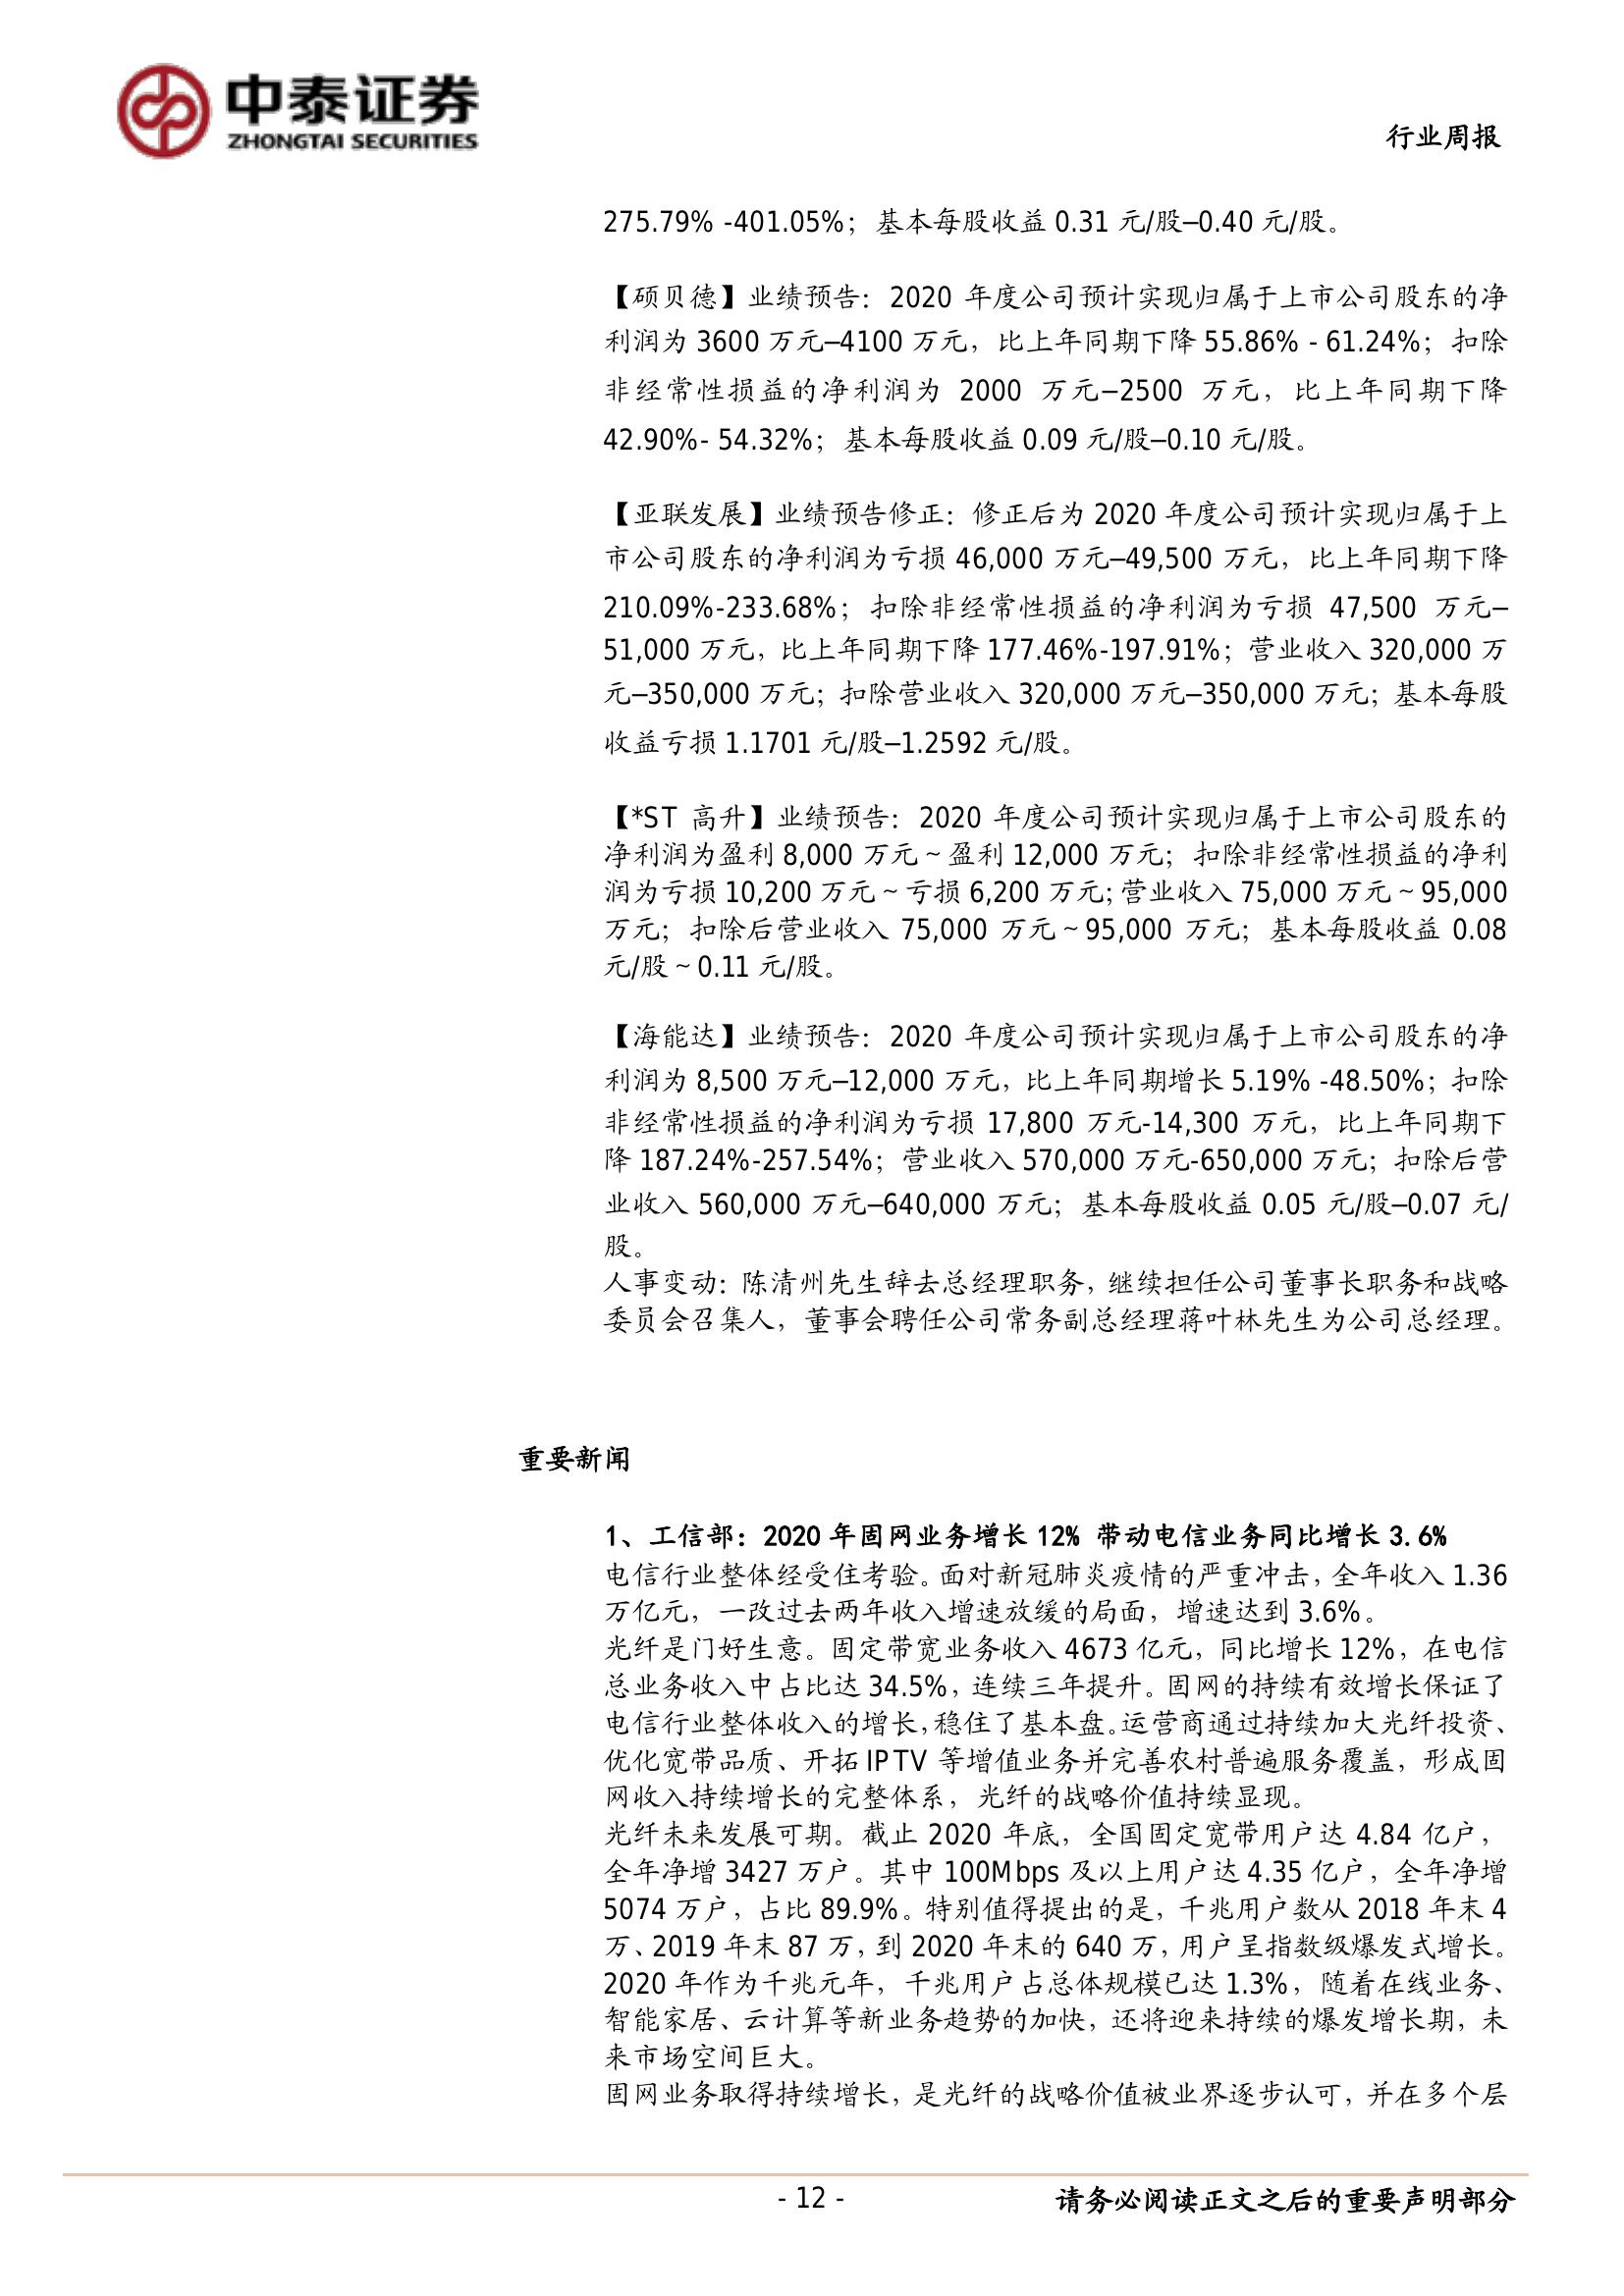 中泰证券
ZHONGTAI SECURITIES
行业周报
275.79% -401.05%；基本每股收益 0.31 元/股–0.40 元/股。
【硕贝德】业绩预告：2020 年度公司预计实现归属于上市公司股东的净
利润为 3600 万元–4100 万元，比上年同期下降 55.86% - 61.24%；扣除
非经常性损益的净利润为 2000 万元–2500 万元，比上年同期下降
42.90%- 54.32%；基本每股收益 0.09 元/股–0.10 元/股。
【亚联发展】业绩预告修正：修正后为 2020 年度公司预计实现归属于上
市公司股东的净利润为亏损 46,000 万元–49,500 万元，比上年同期下降
210.09%-233.68%；扣除非经常性损益的净利润为亏损 47,500 万元–
51,000 万元，比上年同期下降 177.46%-197.91%；营业收入 320,000 万
元–350,000 万元；扣除营业收入 320,000 万元–350,000 万元；基本每股
收益亏损 1.1701 元/股–1.2592 元/股。
【*ST 高升】业绩预告：2020 年度公司预计实现归属于上市公司股东的
净利润为盈利 8,000 万元～盈利 12,000 万元；扣除非经常性损益的净利
润为亏损 10,200 万元～亏损 6,200 万元；营业收入 75,000 万元～95,000
万元；扣除后营业收入 75,000 万元～95,000 万元；基本每股收益 0.08
元/股～0.11 元/股。
【海能达】业绩预告：2020 年度公司预计实现归属于上市公司股东的净
利润为 8,500 万元–12,000 万元，比上年同期增长 5.19% -48.50%；扣除
非经常性损益的净利润为亏损 17,800 万元-14,300 万元，比上年同期下
降 187.24%-257.54%；营业收入 570,000 万元-650,000 万元；扣除后营
业收入 560,000 万元–640,000 万元；基本每股收益 0.05 元/股–0.07 元/
股。
人事变动：陈清州先生辞去总经理职务，继续担任公司董事长职务和战略
委员会召集人，董事会聘任公司常务副总经理蒋叶林先生为公司总经理。
重要新闻
1、工信部：2020 年固网业务增长 12% 带动电信业务同比增长 3.6%
电信行业整体经受住考验。面对新冠肺炎疫情的严重冲击，全年收入 1.36
万亿元，一改过去两年收入增速放缓的局面，增速达到 3.6%。
光纤是门好生意。固定带宽业务收入 4673 亿元，同比增长 12%，在电信
总业务收入中占比达 34.5%，连续三年提升。固网的持续有效增长保证了
电信行业整体收入的增长，稳住了基本盘。运营商通过持续加大光纤投资、
优化宽带品质、开拓 IPTV 等增值业务并完善农村普遍服务覆盖，形成固
网收入持续增长的完整体系，光纤的战略价值持续显现。
光纤未来发展可期。截止 2020 年底，全国固定宽带用户达 4.84 亿户，
全年净增 3427 万户。其中 100Mbps 及以上用户达 4.35 亿户，全年净增
5074 万户，占比 89.9%。特别值得提出的是，千兆用户数从 2018 年末 4
万、2019 年末 87 万，到 2020 年末的 640 万，用户呈指数级爆发式增长。
2020 年作为千兆元年，千兆用户占总体规模已达 1.3%，随着在线业务、
智能家居、云计算等新业务趋势的加快，还将迎来持续的爆发增长期，未
来市场空间巨大。
固网业务取得持续增长，是光纤的战略价值被业界逐步认可，并在多个层
- 12 -
请务必阅读正文之后的重要声明部分